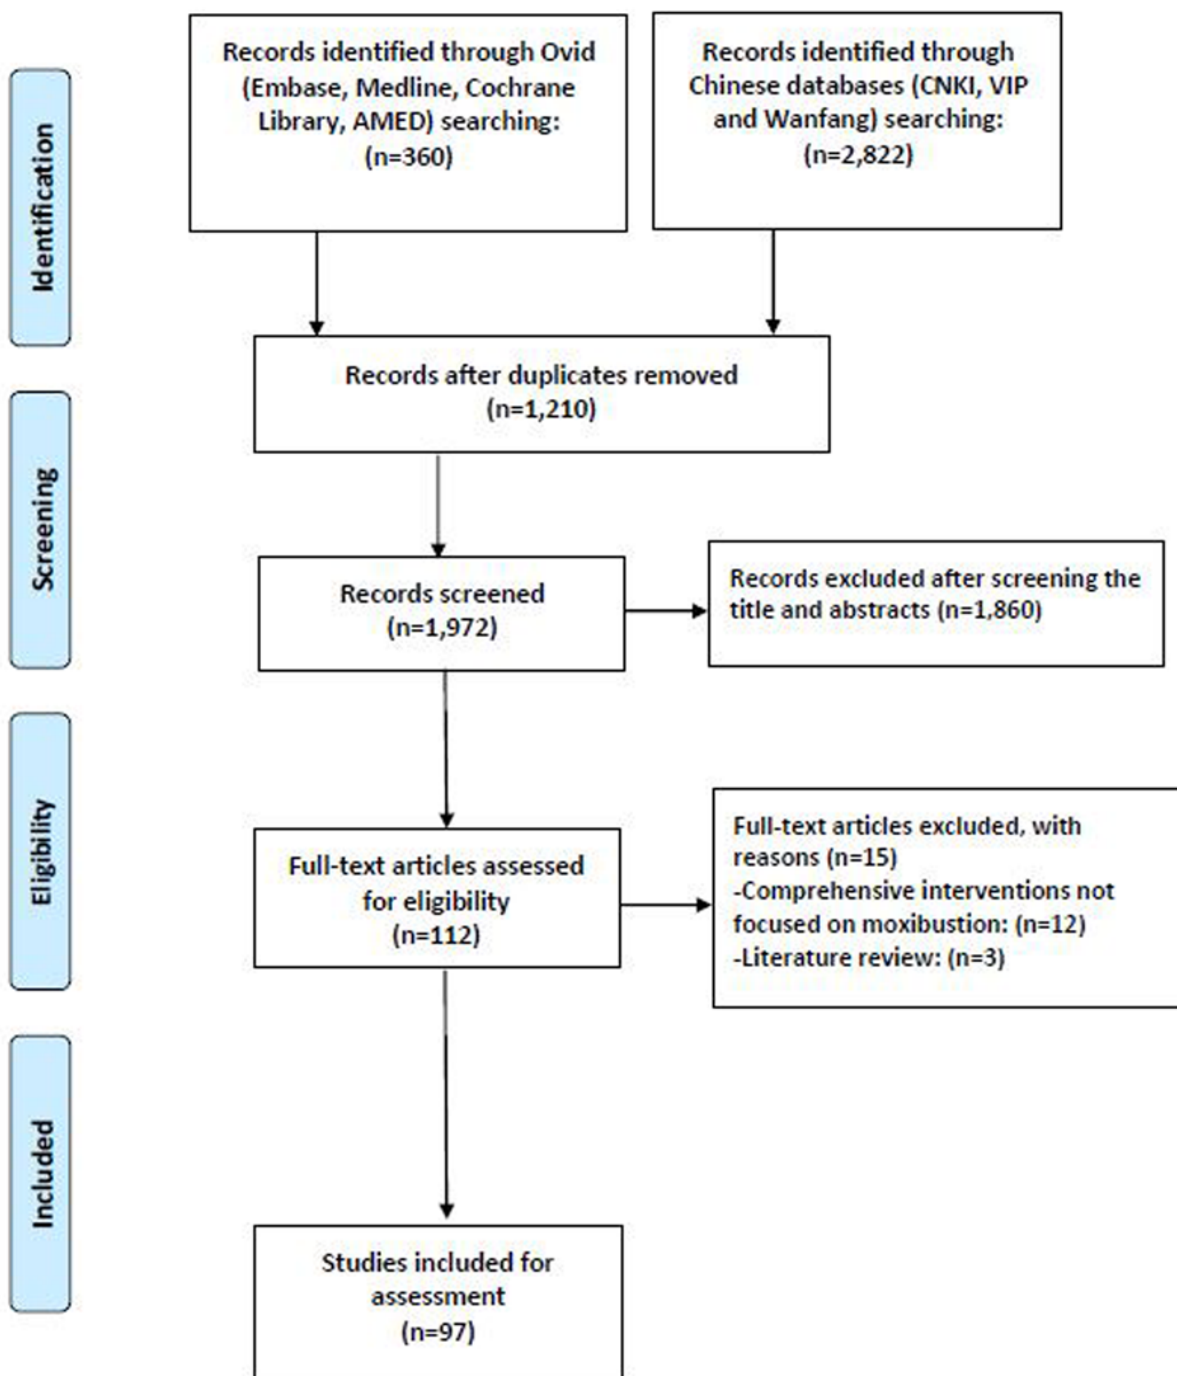 Identification
Records identified through Ovid
(Embase, Medline, Cochrane
Library, AMED) searching:
(n=360)
Records identified through
Chinese databases (CNKI, VIP
and Wanfang) searching:
(n=2,822)
Records after duplicates removed
(n=1,210)
Screening
Records screened
(n=1,972)
Records excluded after screening the
title and abstracts (n=1,860)
Eligibility
Full-text articles assessed
for eligibility
(n=112)
Full-text articles excluded, with
reasons (n=15)
-Comprehensive interventions not
focused on moxibustion: (n=12)
-Literature review: (n=3)
Included
Studies included for
assessment
(n=97)